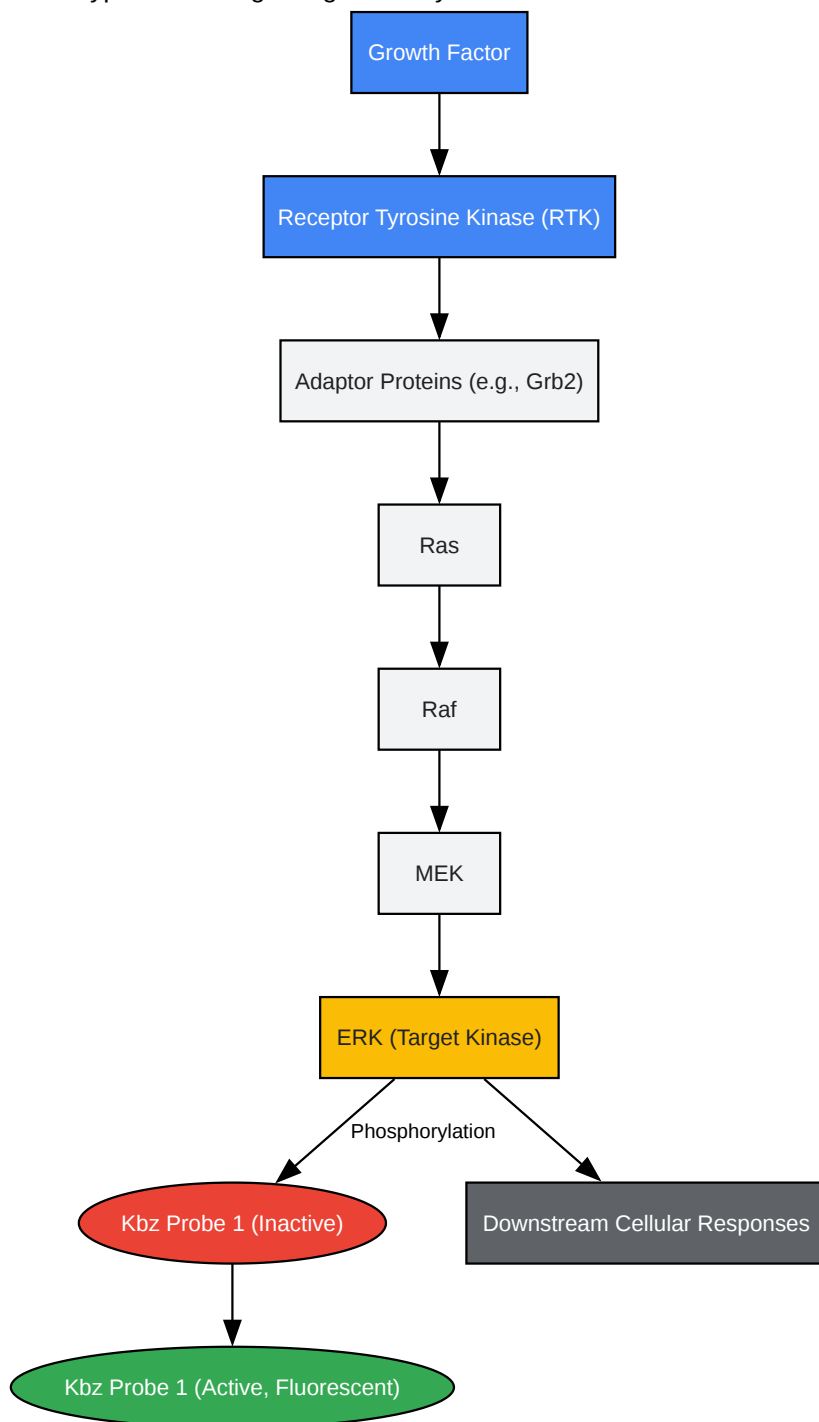 Growth Factor
Receptor Tyrosine Kinase (RTK)
Adaptor Proteins (e.g., Grb2)
Ras
Raf
MEK
ERK (Target Kinase)
Phosphorylation
Kbz Probe 1 (Inactive)
Downstream Cellular Responses
Kbz Probe 1 (Active, Fluorescent)